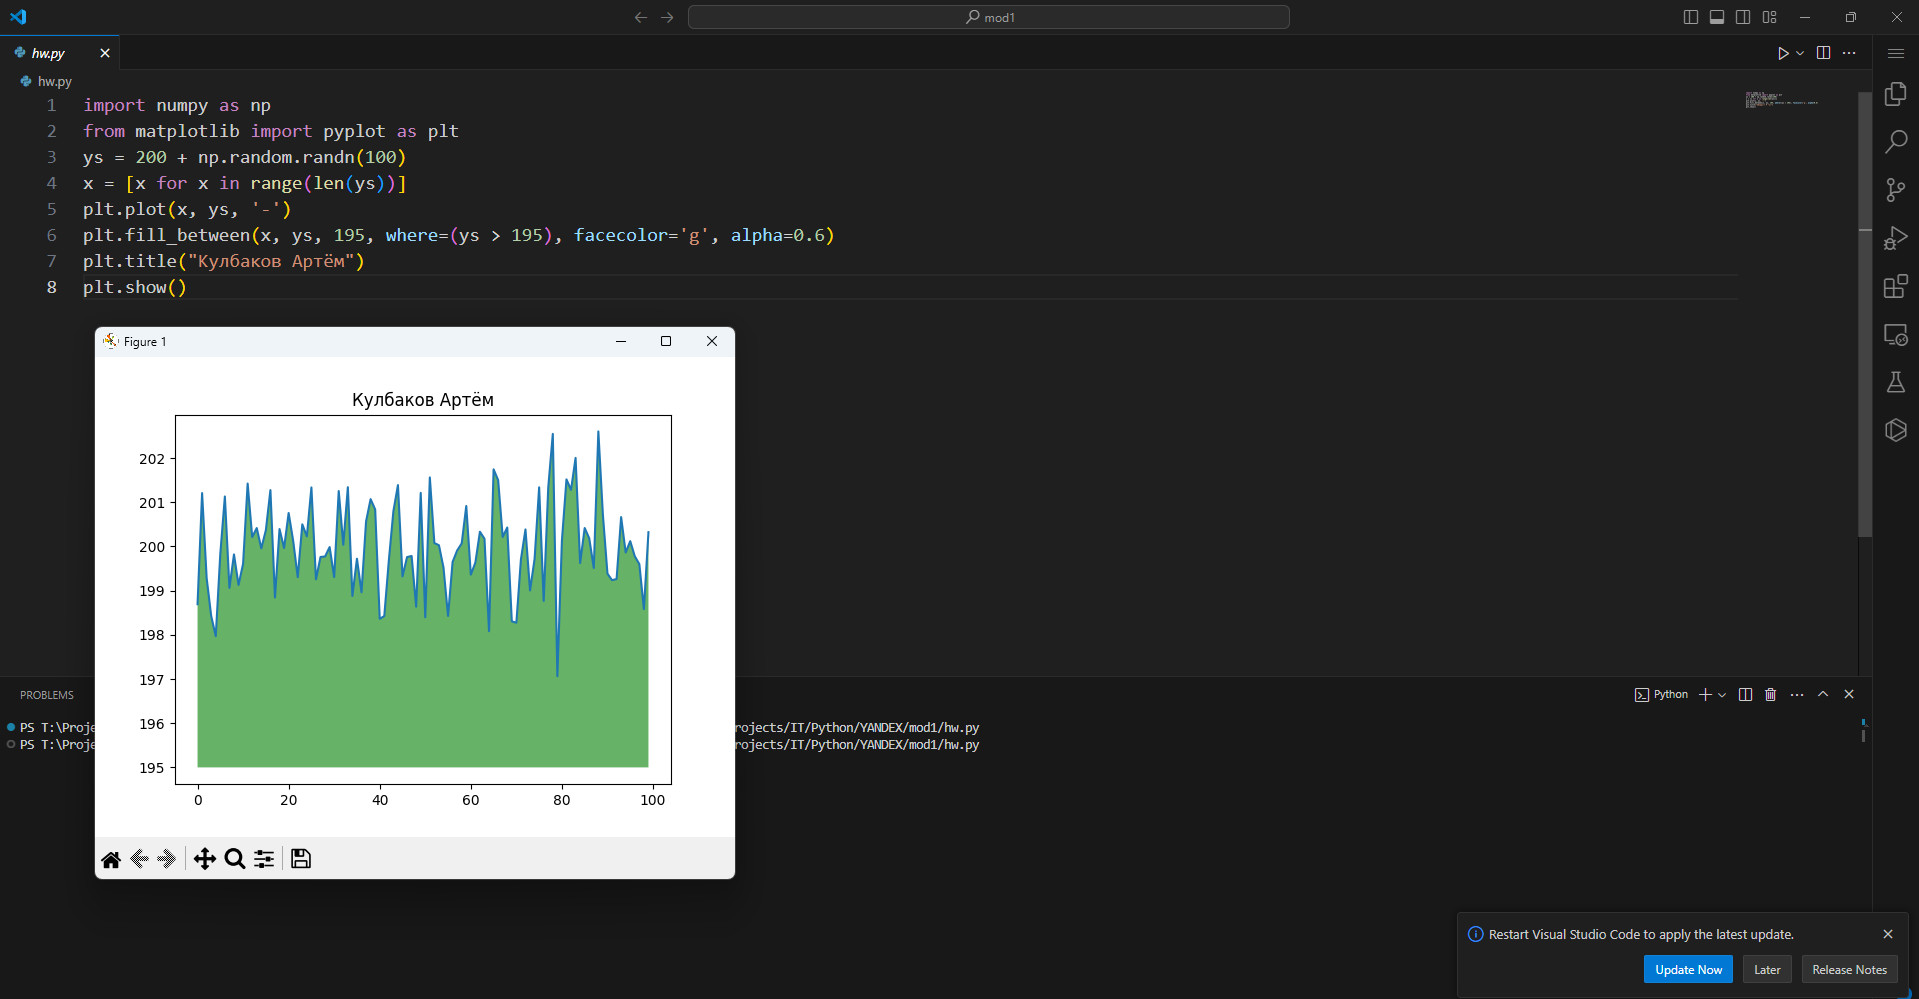 mod1
hw.py
hw.py
1 import numpy as np
2 from matplotlib import pyplot as plt
3 ys = 200 + np.random.randn(100)
4 x = [x for x in range(len(ys))]
5 plt.plot(x, ys, '-')
6 plt.fill_between(x, ys, 195, where=(ys > 195), facecolor='g', alpha=0.6)
7 plt.title("Кулбаков Артём")
8 plt.show()
Figure 1
Кулбаков Артём
202
201
200
199
198
197
196
195
0 20 40 60 80 100
PROBLEMS
Python
PS T:\Proje rojects/IT/Python/YANDEX/mod1/hw.py
PS T:\Proje rojects/IT/Python/YANDEX/mod1/hw.py
Restart Visual Studio Code to apply the latest update.
Update Now Later Release Notes